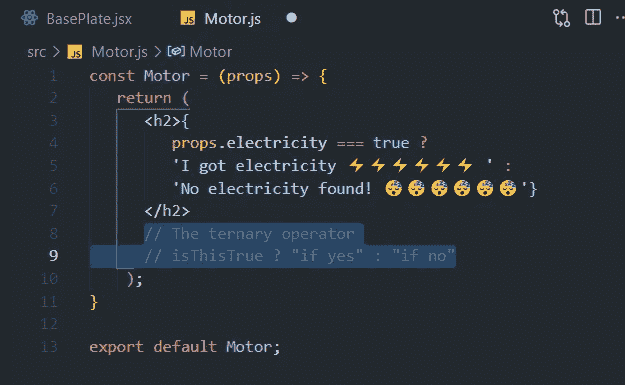 BasePlate.jsx
JS Motor.js
src > JS Motor.js > Motor
1 const Motor = (props) => {
2 return (
3 <h2>{
4 props.electricity === true ?
5 'I got electricity ⚡⚡⚡⚡⚡⚡ ' :
6 'No electricity found! 😴😴😴😴😴😴'}
7 </h2>
8 // The ternary operator
9 // isThisTrue ? "if yes" : "if no"
10 );
11 }
12
13 export default Motor;